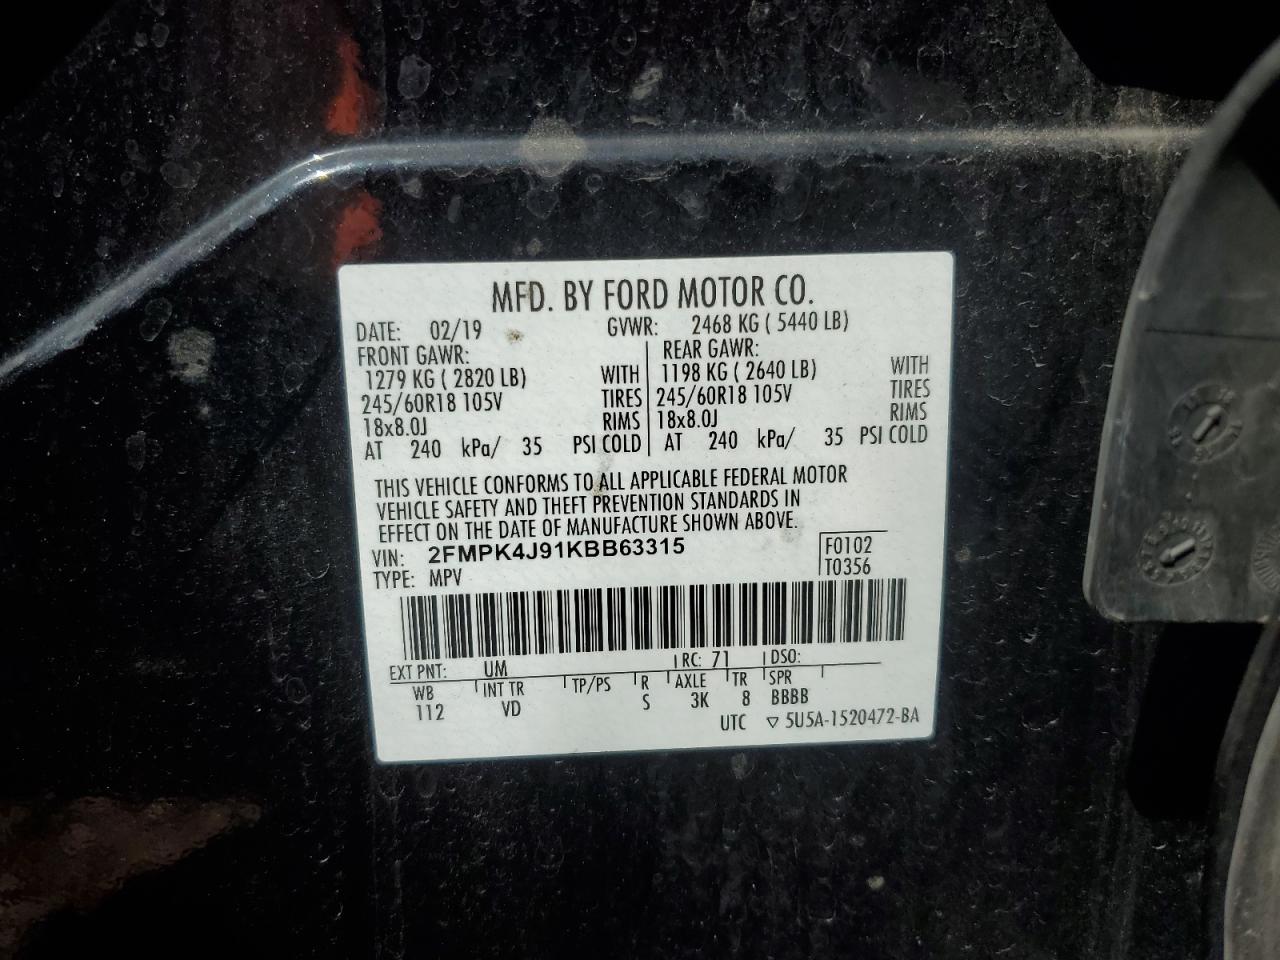 MFD. BY FORD MOTOR CO.
DATE: 02/19 GVWR: 2468 KG ( 5440 LB)
FRONT GAWR: REAR GAWR:
1279 KG ( 2820 LB) WITH 1198 KG ( 2640 LB) WITH
245/60R18 105V TIRES 245/60R18 105V TIRES
18x8.0J RIMS 18x8.0J RIMS
AT 240 kPa/ 35 PSI COLD AT 240 kPa/ 35 PSI COLD
THIS VEHICLE CONFORMS TO ALL APPLICABLE FEDERAL MOTOR
VEHICLE SAFETY AND THEFT PREVENTION STANDARDS IN
EFFECT ON THE DATE OF MANUFACTURE SHOWN ABOVE.
VIN: 2FMPK4J91KBB63315 F0102
TYPE: MPV T0356
EXT PNT: UM RC: 71 DSO:
WB INT TR TP/PS R AXLE TR SPR
112 VD S 3K 8 BBBB
UTC ▽ 5U5A-1520472-BA